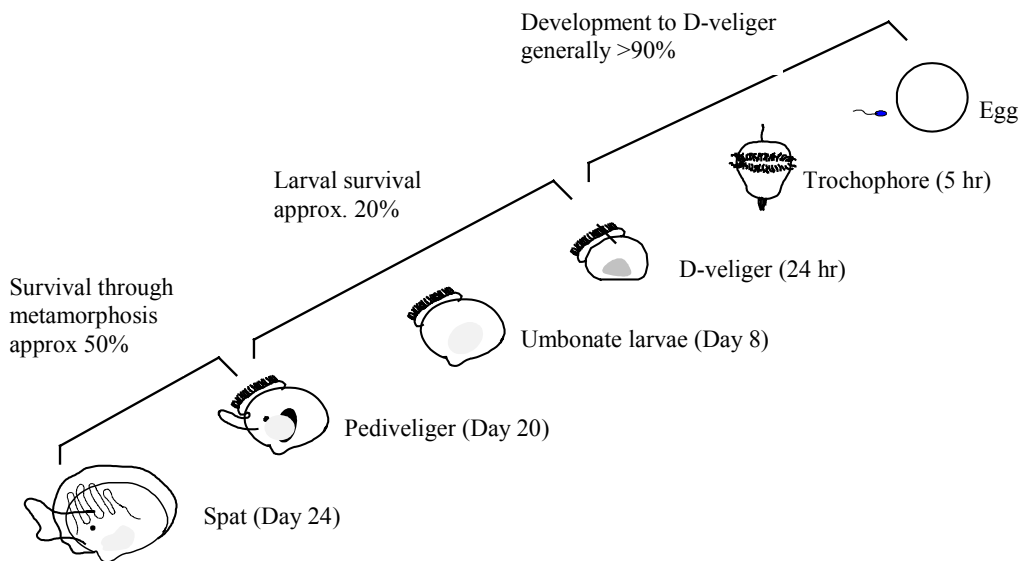 Development to D-veliger
generally >90%
Egg
Trochophore (5 hr)
Larval survival
approx. 20%
D-veliger (24 hr)
Survival through
metamorphosis
approx 50%
Umbonate larvae (Day 8)
Pediveliger (Day 20)
Spat (Day 24)